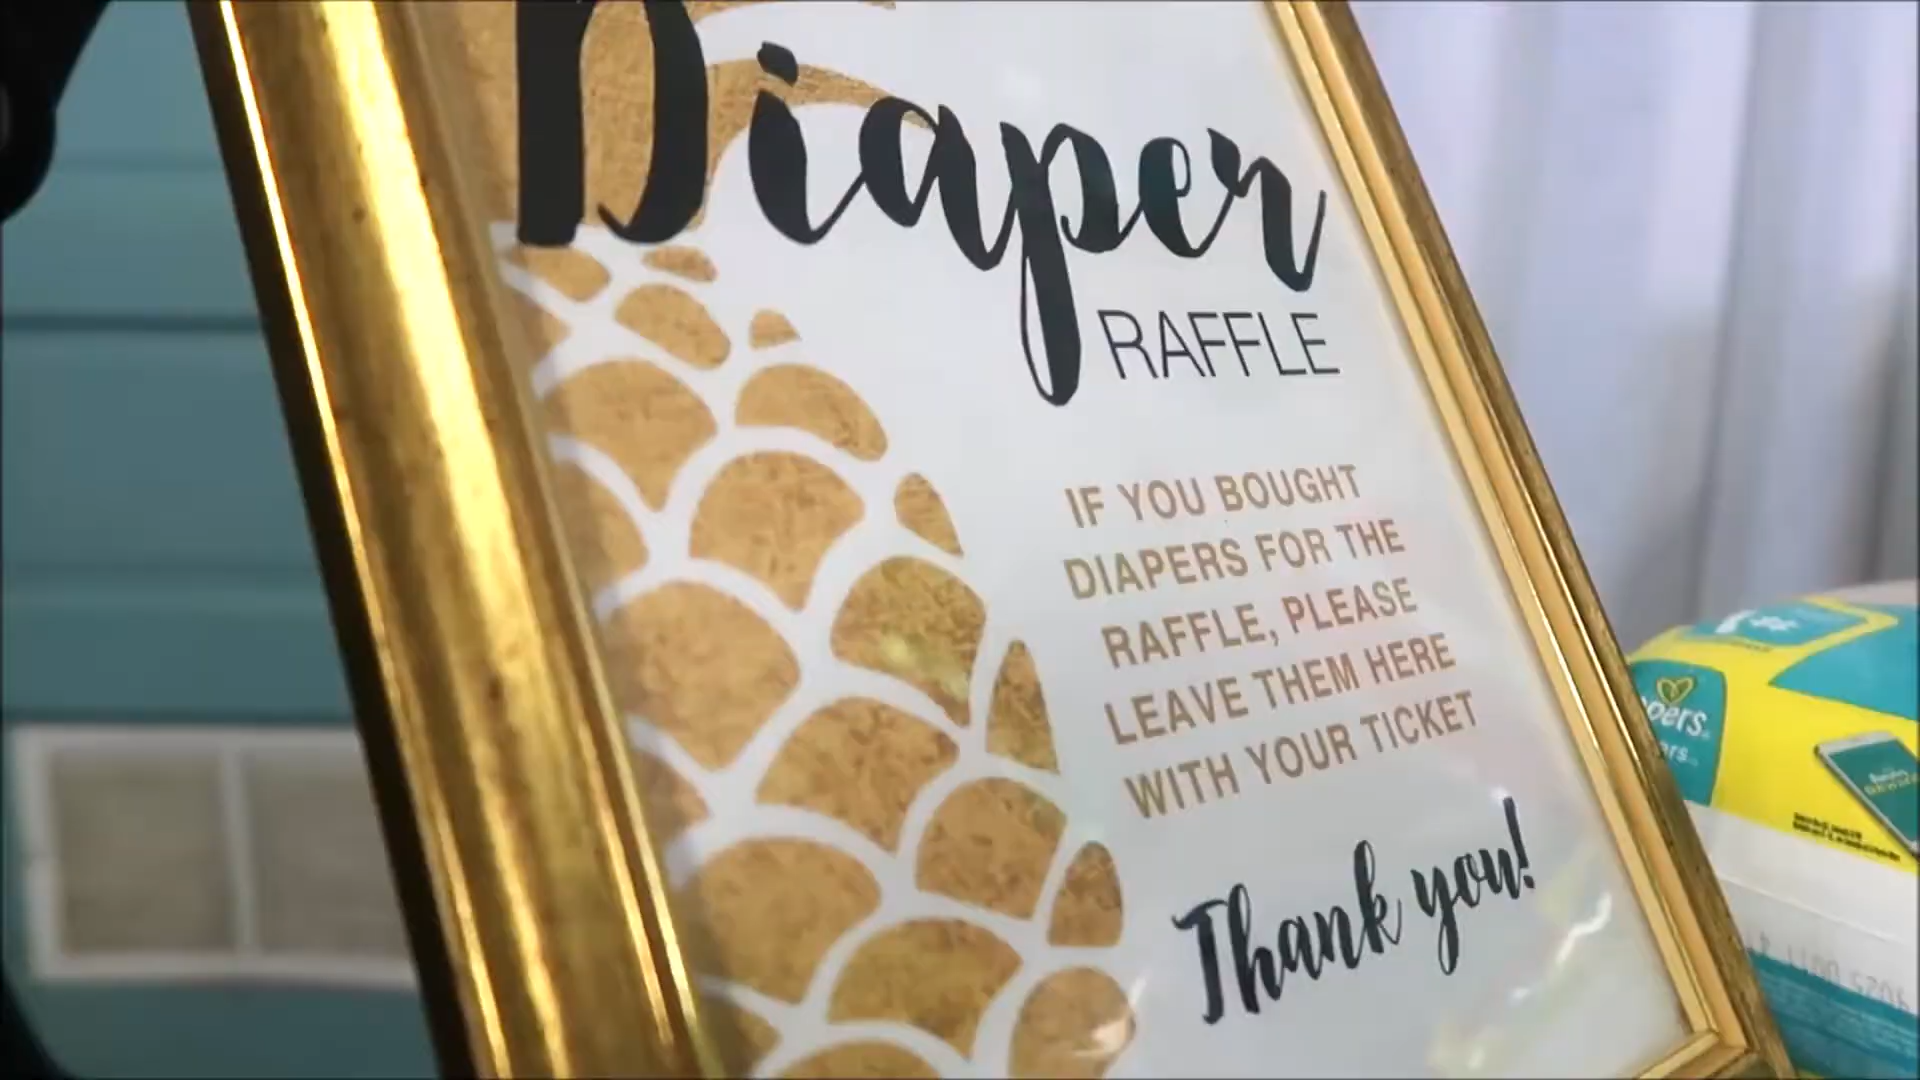 Diaper
RAFFLE
IF YOU BOUGHT
DIAPERS FOR THE
RAFFLE, PLEASE
LEAVE THEM HERE
WITH YOUR TICKET
Thank you!